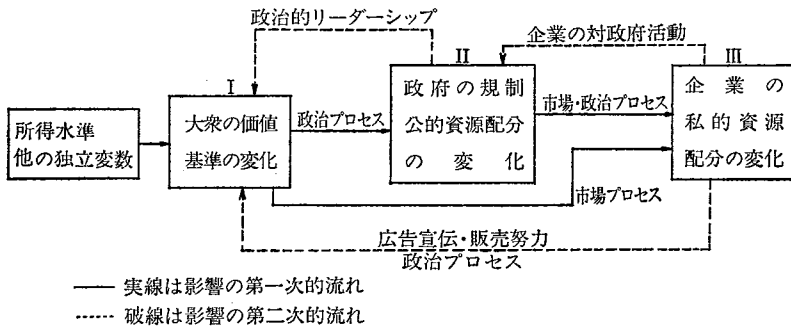 政治的リーダーシップ
企業の対政府活動
I
II
III
所得水準
他の独立変数
大衆の価値
基準の変化
政治プロセス
政府の規制
公的資源配分
の変化
市場・政治プロセス
企業の
私的資源
配分の変化
市場プロセス
広告宣伝・販売努力
政治プロセス
実線は影響の第一次的流れ
破線は影響の第二次的流れ